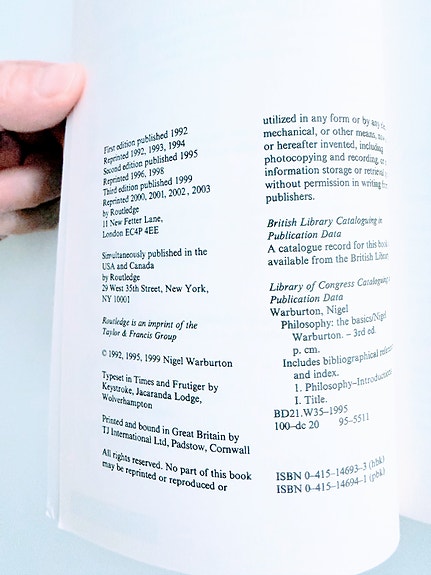 First edition published 1992
Reprinted 1992, 1993, 1994
Second edition published 1995
Reprinted 1996, 1998
Third edition published 1999
Reprinted 2000, 2001, 2002, 2003
by Routledge
11 New Fetter Lane,
London EC4P 4EE
Simultaneously published in the
USA and Canada
by Routledge
29 West 35th Street, New York,
NY 10001
Routledge is an imprint of the
Taylor & Francis Group
© 1992, 1995, 1999 Nigel Warburton
Typeset in Times and Frutiger by
Keystroke, Jacaranda Lodge,
Wolverhampton
Printed and bound in Great Britain by
TJ International Ltd, Padstow, Cornwall
All rights reserved. No part of this book
may be reprinted or reproduced or
utilized in any form or by any
mechanical, or other means,
or hereafter invented, including
photocopying and recording,
information storage or retrieval
without permission in writing
publishers.
British Library Cataloguing in
Publication Data
A catalogue record for this book
available from the British
Library of Congress Cataloguing
Publication Data
Warburton, Nigel
Philosophy: the basics/Nigel
Warburton. – 3rd ed.
p. cm.
Includes bibliographical
and index.
1. Philosophy–
I. Title.
BD21.W35–1995
100–dc 20 95–5511
ISBN 0–415–14693–3 (hbk)
ISBN 0–415–14694–1 (pbk)